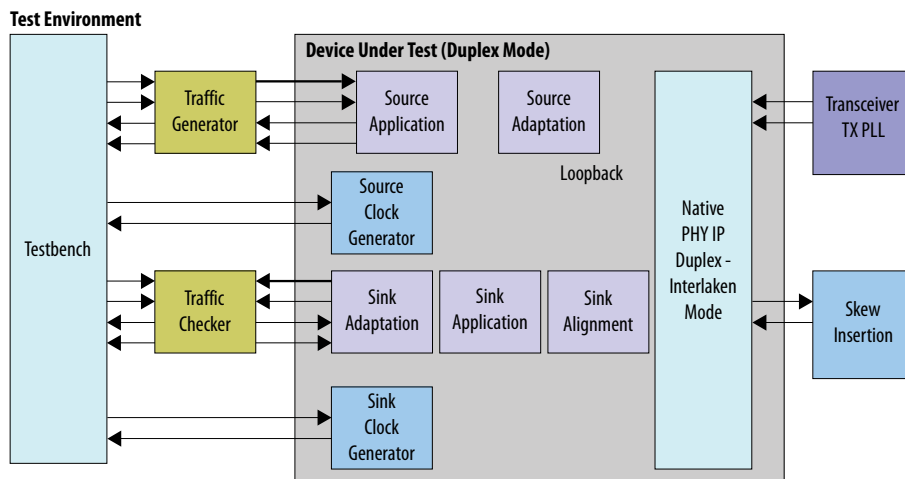 Test Environment
Device Under Test (Duplex Mode)
Testbench
Traffic
Generator
Source
Application
Source
Adaptation
Loopback
Source
Clock
Generator
Traffic
Checker
Sink
Adaptation
Sink
Application
Sink
Alignment
Sink
Clock
Generator
Native
PHY IP
Duplex -
Interlaken
Mode
Transceiver
TX PLL
Skew
Insertion